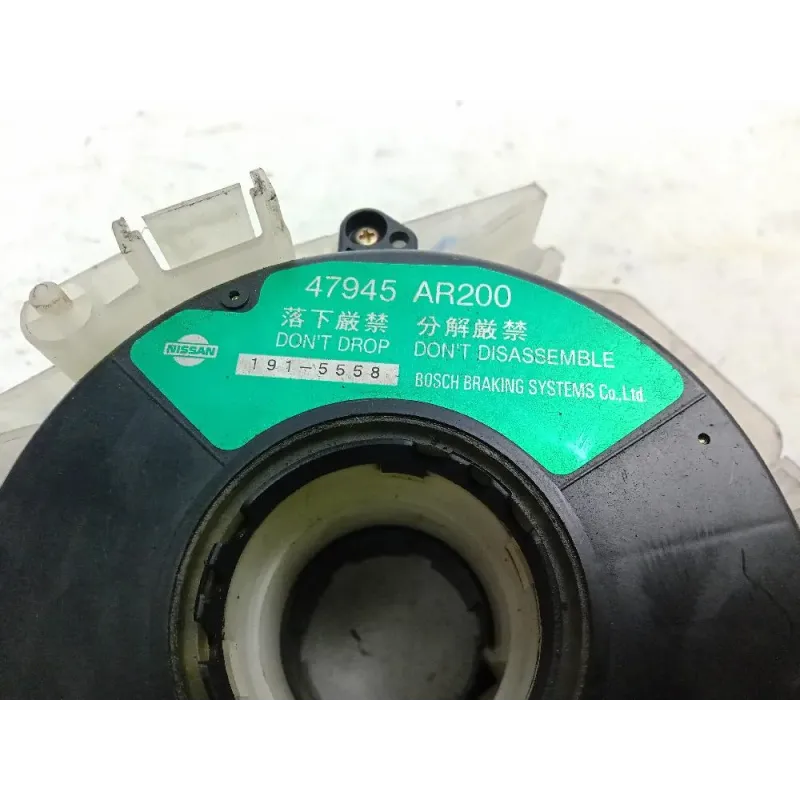 47945 AR200
落下厳禁 分解厳禁
DON'T DROP DON'T DISASSEMBLE
NISSAN
191-5558
BOSCH BRAKING SYSTEMS Co.,Ltd.